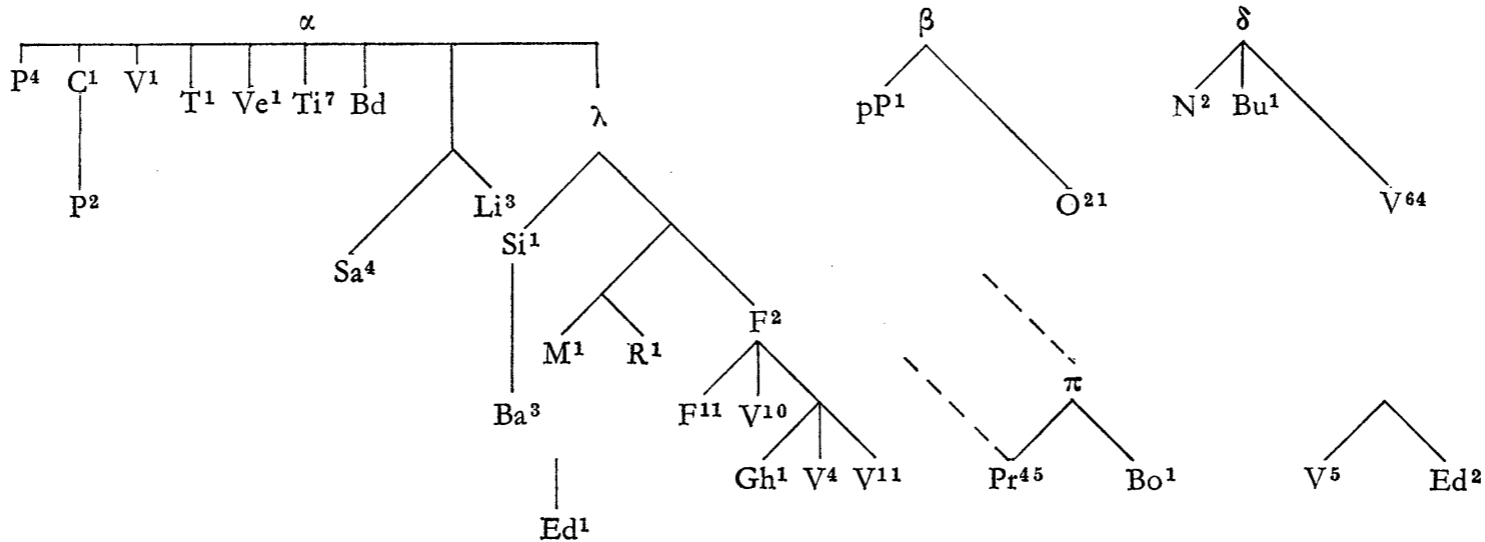 α β δ
P⁴ C¹ V¹ T¹ Ve¹ Ti⁷ Bd λ pP¹ N² Bu¹
P² Li³ O²¹ V⁶⁴
Si¹
Sa⁴
F²
M¹ R¹
π
Ba³ F¹¹ V¹⁰
Gh¹ V⁴ V¹¹ Pr⁴⁵ Bo¹ V⁵ Ed²
Ed¹